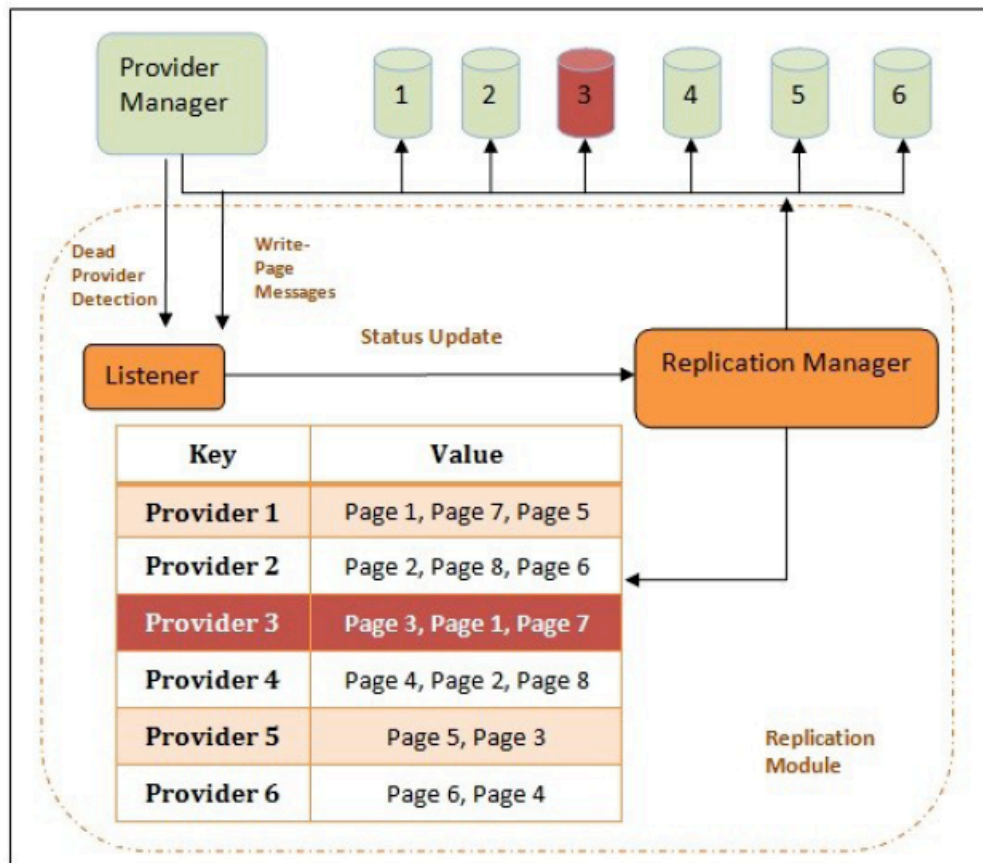 Provider
Manager
1
2
3
4
5
6
Dead
Provider
Detection
Write-
Page
Messages
Status Update
Listener
Replication Manager
Key Value
Provider 1 Page 1, Page 7, Page 5
Provider 2 Page 2, Page 8, Page 6
Provider 3 Page 3, Page 1, Page 7
Provider 4 Page 4, Page 2, Page 8
Provider 5 Page 5, Page 3
Provider 6 Page 6, Page 4
Replication
Module